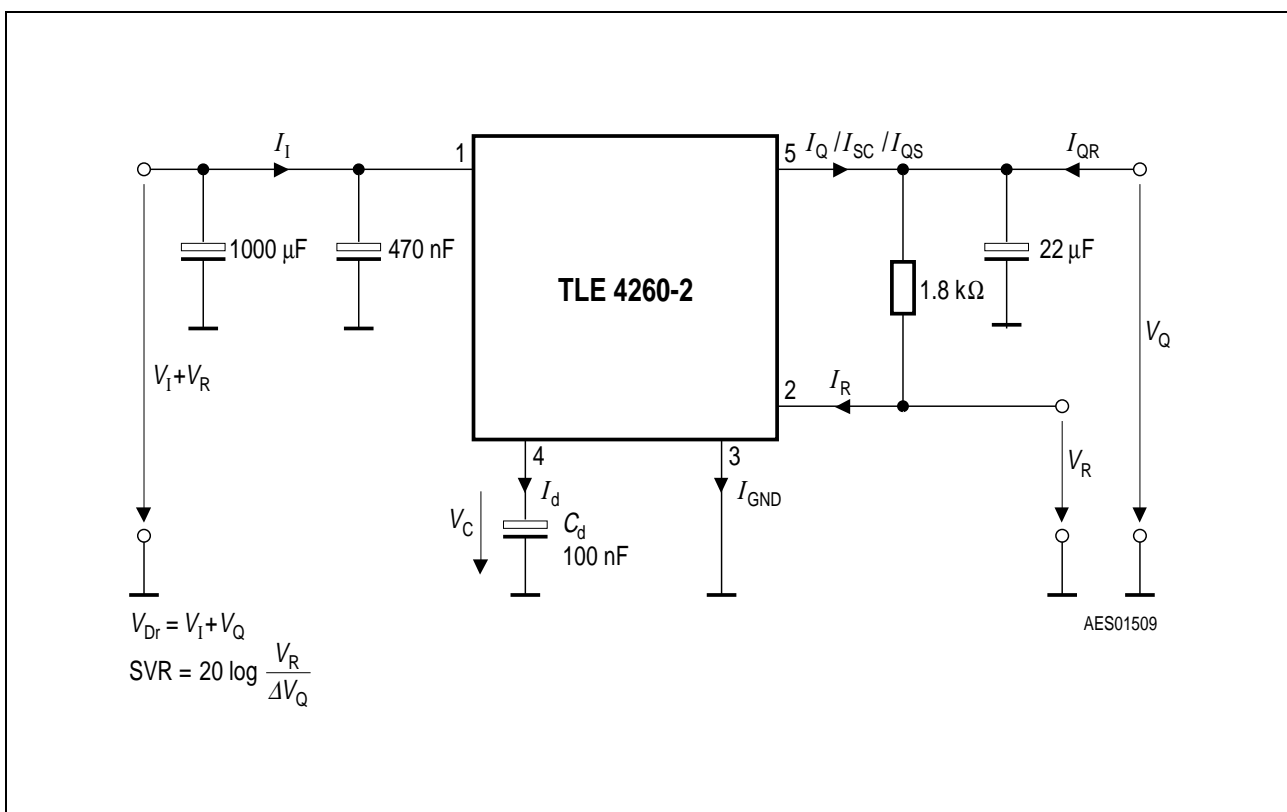 I_I
1
5
I_Q / I_SC / I_QS
I_QR
1000 µF
470 nF
TLE 4260-2
1.8 kΩ
22 µF
V_I+V_R
V_Q
2
I_R
4
3
V_R
I_d
I_GND
V_C
C_d
100 nF
V_Dr = V_I+V_Q
SVR = 20 log V_R / ΔV_Q
AES01509